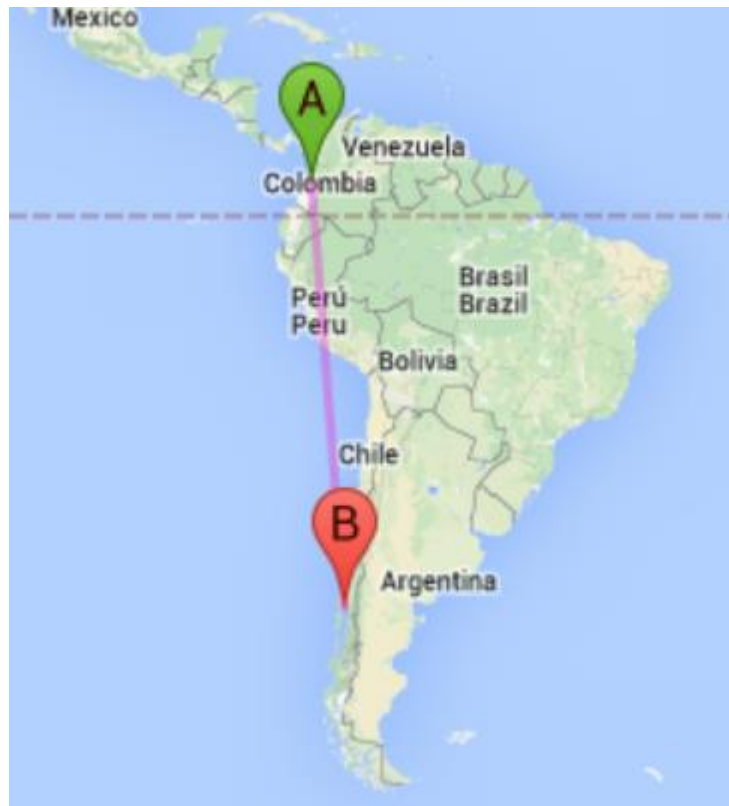 Mexico
A
Venezuela
Colombia
Brasil
Brazil
Perú
Peru
Bolivia
Chile
B
Argentina